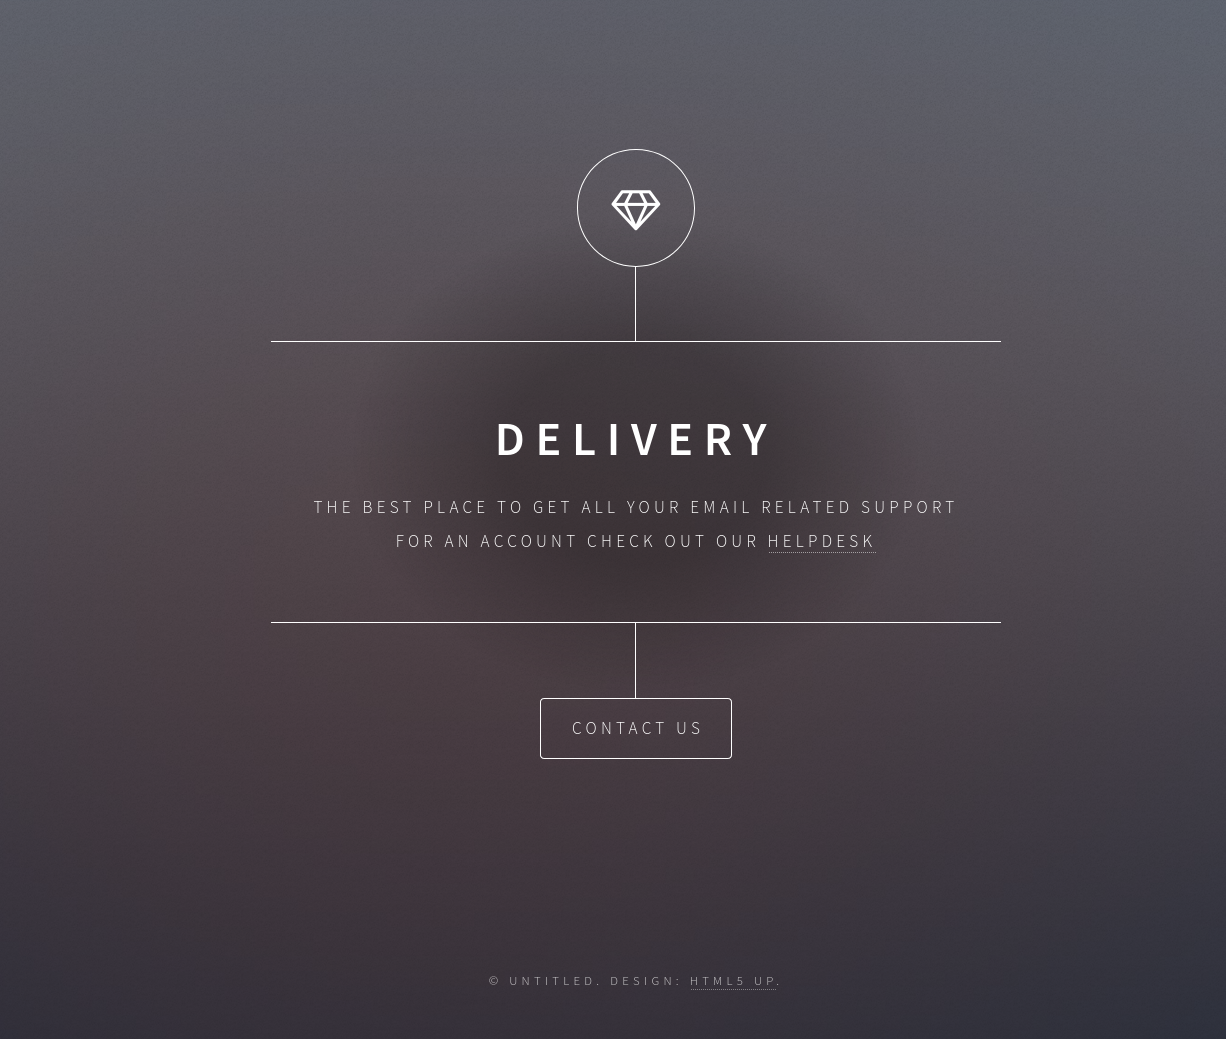 DELIVERY
THE BEST PLACE TO GET ALL YOUR EMAIL RELATED SUPPORT
FOR AN ACCOUNT CHECK OUT OUR HELPDESK
CONTACT US
© UNTITLED. DESIGN: HTML5 UP.